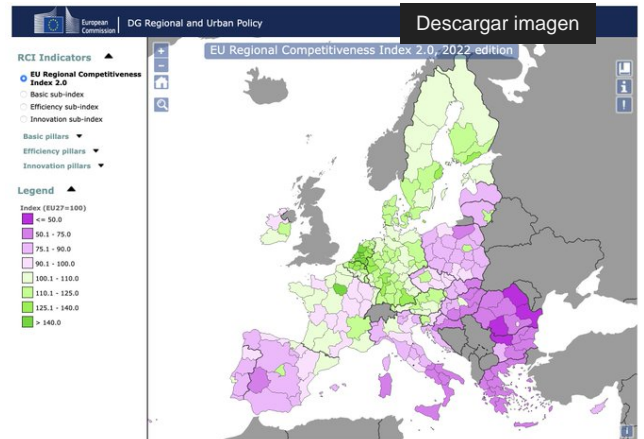 European Commission
DG Regional and Urban Policy
Descargar imagen
EU Regional Competitiveness Index 2.0, 2022 edition
RCI Indicators
EU Regional Competitiveness
Index 2.0
Basic sub-index
Efficiency sub-index
Innovation sub-index
Basic pillars
Efficiency pillars
Innovation pillars
Legend
Index (EU27=100)
<= 50.0
50.1 - 75.0
75.1 - 90.0
90.1 - 100.0
100.1 - 110.0
110.1 - 125.0
125.1 - 140.0
> 140.0